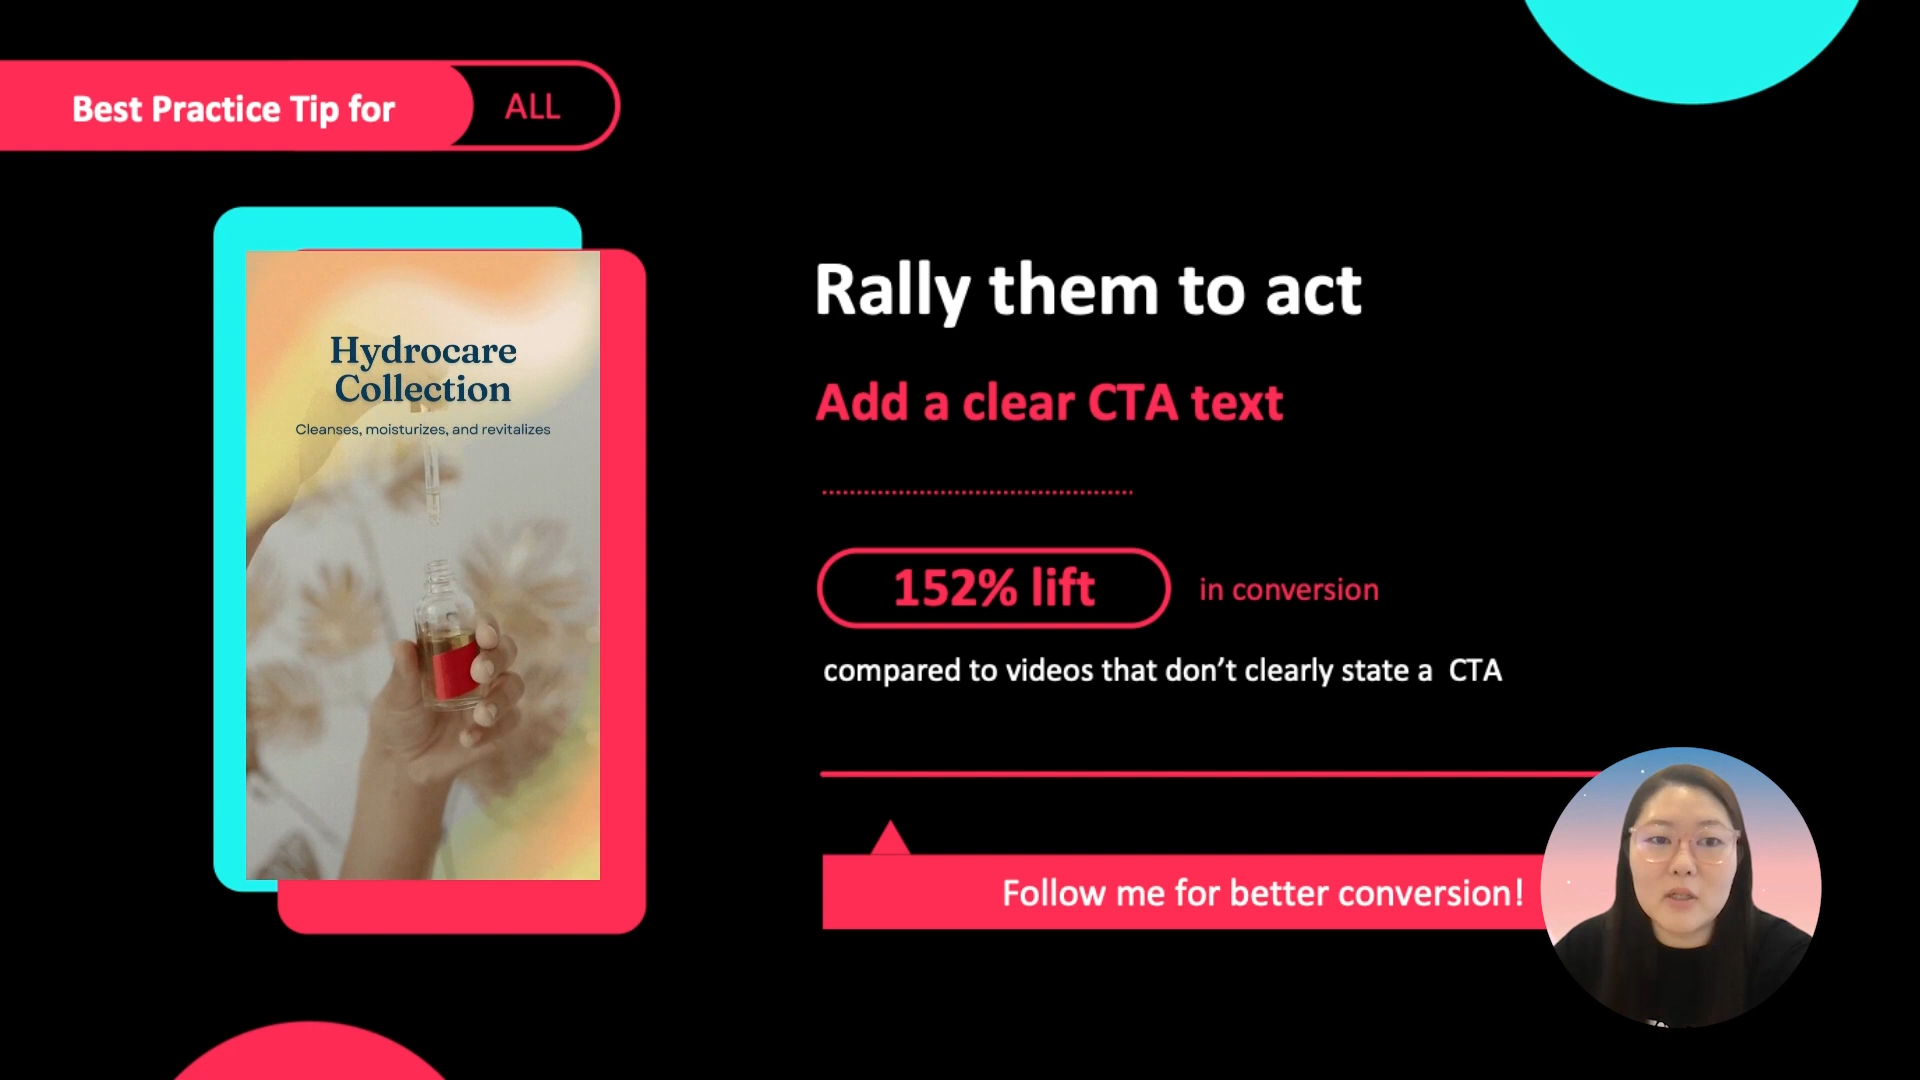 Best Practice Tip for ALL
Hydrocare
Collection
Cleanses, moisturizes, and revitalizes
Rally them to act
Add a clear CTA text
152% lift in conversion
compared to videos that don’t clearly state a  CTA
Follow me for better conversion!